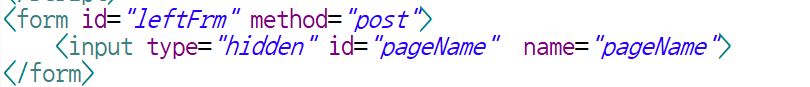 <form id="leftFrm" method="post">
<input type="hidden" id="pageName" name="pageName">
</form>